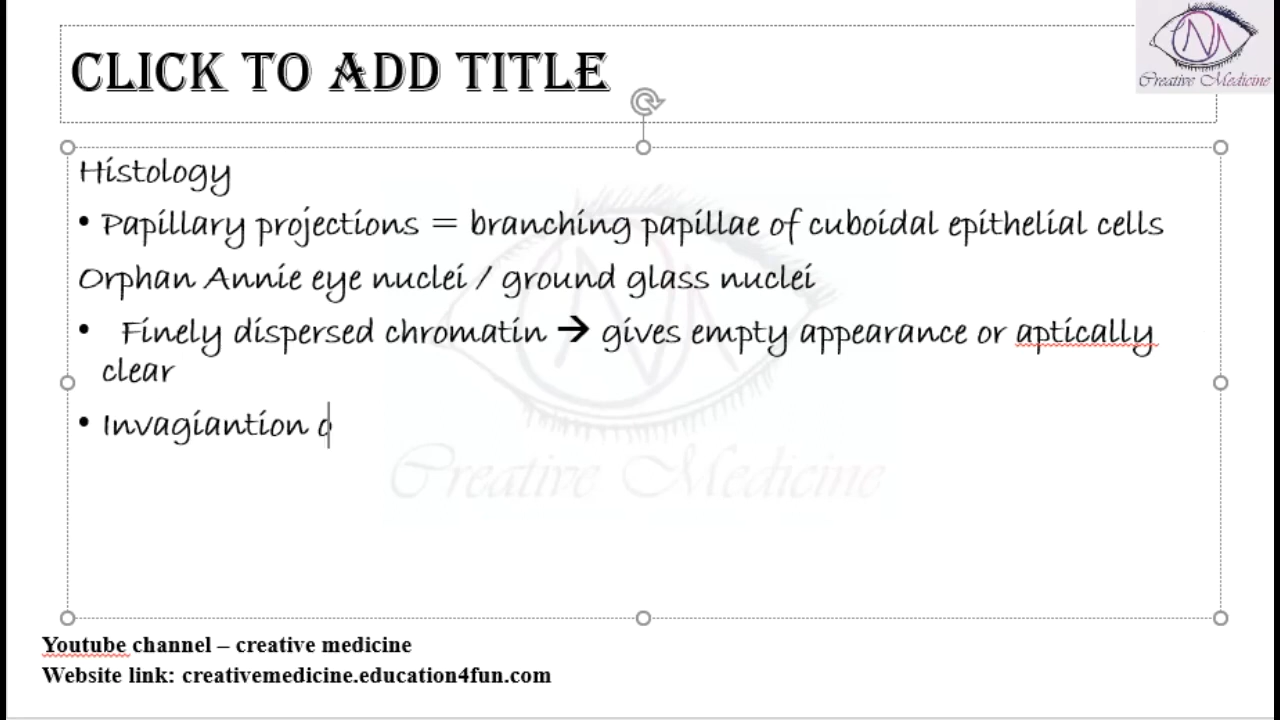 CLICK TO ADD TITLE
Creative Medicine
Histology
• Papillary projections = branching papillae of cuboidal epithelial cells
Orphan Annie eye nuclei / ground glass nuclei
• Finely dispersed chromatin → gives empty appearance or aptically
clear
• Invagiantion o
Creative Medicine
Youtube channel – creative medicine
Website link: creativemedicine.education4fun.com